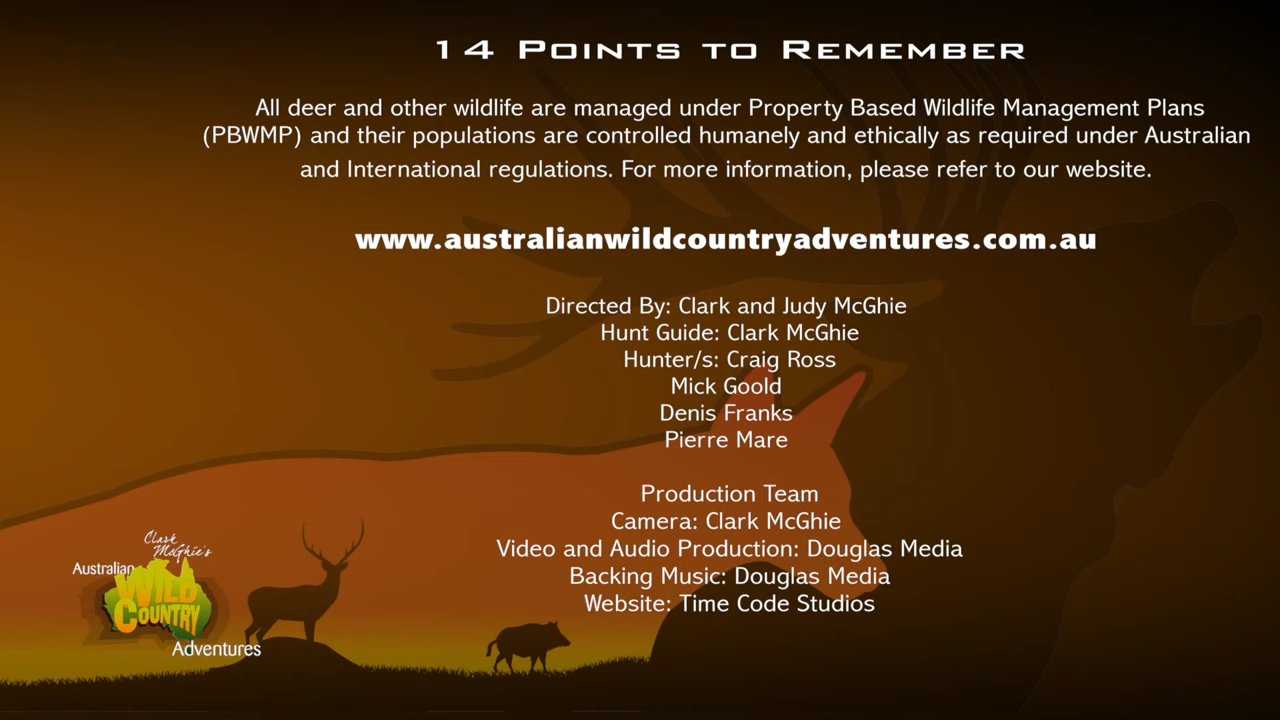 14 Points to Remember
All deer and other wildlife are managed under Property Based Wildlife Management Plans
(PBWMP) and their populations are controlled humanely and ethically as required under Australian
and International regulations. For more information, please refer to our website.
www.australianwildcountryadventures.com.au
Directed By: Clark and Judy McGhie
Hunt Guide: Clark McGhie
Hunter/s: Craig Ross
Mick Goold
Denis Franks
Pierre Mare
Production Team
Camera: Clark McGhie
Video and Audio Production: Douglas Media
Backing Music: Douglas Media
Website: Time Code Studios
Clark
McGhie's
Australian
WILD
COUNTRY
Adventures